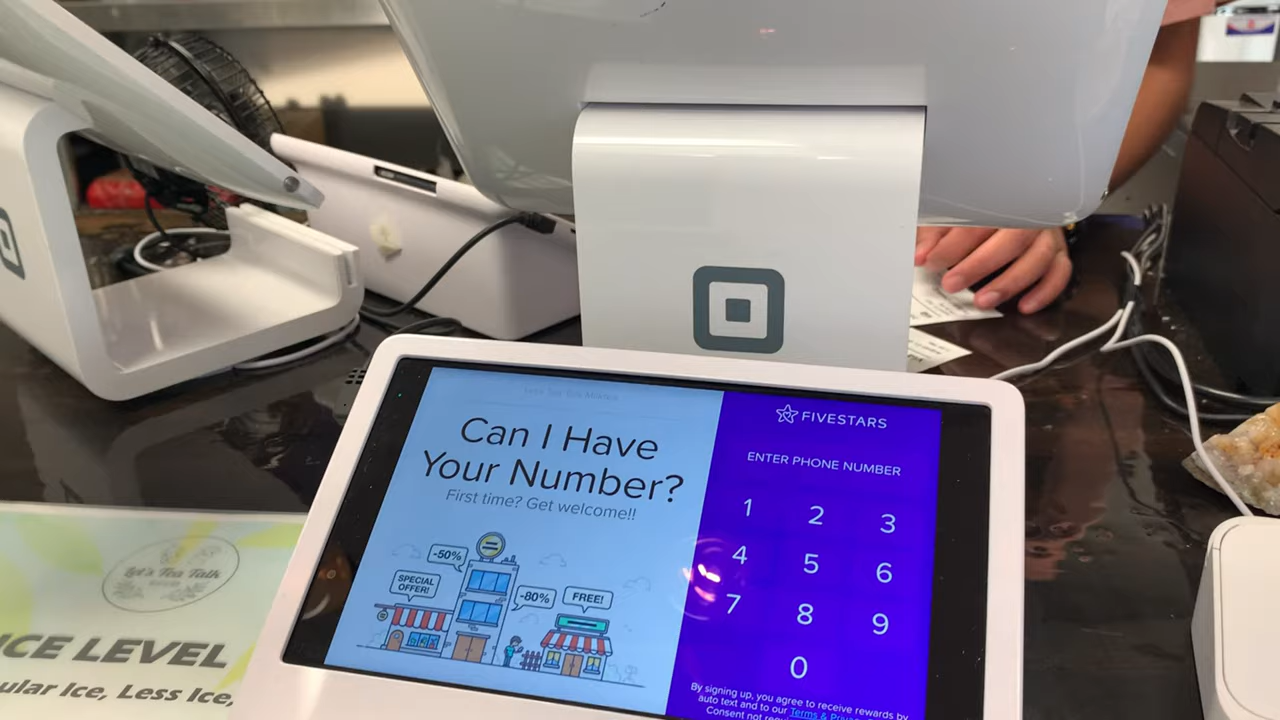 Can I Have
Your Number?
First time? Get welcome!!
-50%
SPECIAL
OFFER!
-80%
FREE!
FIVESTARS
ENTER PHONE NUMBER
1 2 3
4 5 6
7 8 9
0
By signing up, you agree to receive rewards by
auto text and to our Terms &
Consent not
Let's Tea Talk
ICE LEVEL
ular Ice, Less Ice,